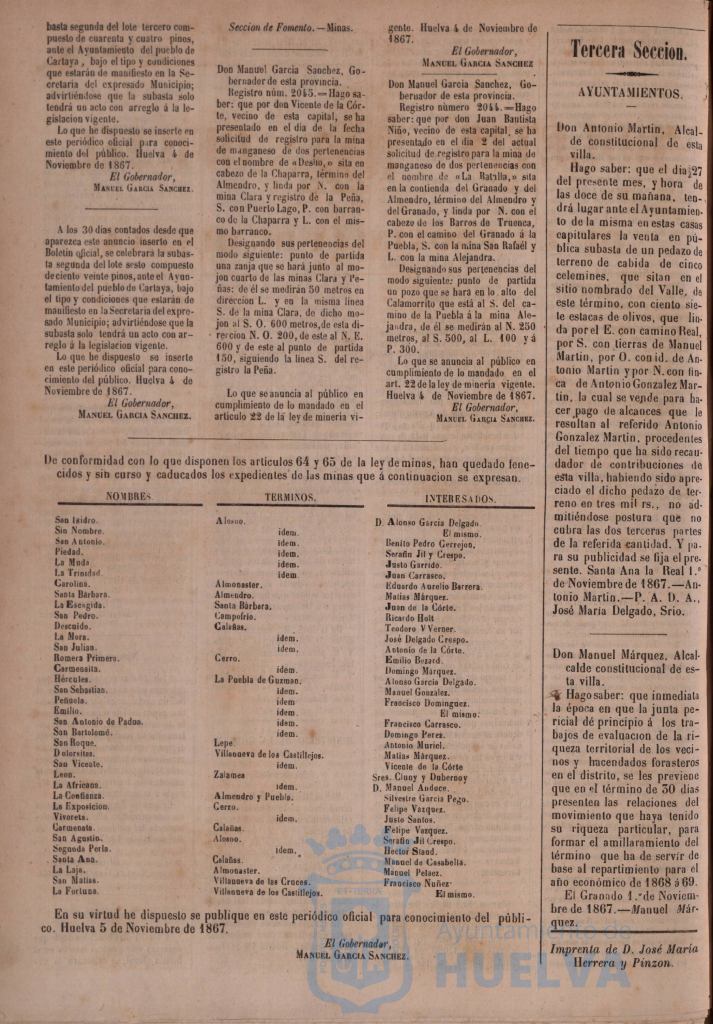 basta segunda del lote tercero com-
puesto de cuarenta y cuatro pinos,
ante el Ayuntamiento del pueblo de
Cartaya, bajo el tipo y condiciones
que estarán de manifiesto en la Se-
cretaria del expresado Municipio;
advirtiéndose que la subasta solo
tendrá un acto con arreglo á la le-
gislacion vigente.
Lo que he dispuesto se inserte en
este periódico oficial para conoci-
miento del público. Huelva 4 de
Noviembre de 1867.
El Gobernador,
MANUEL GARCIA SANCHEZ.
A los 30 dias contados desde que
aparezca este anuncio inserto en el
Boletin oficial, se celebrará la subas-
ta segunda del lote sesto compuesto
de ciento veinte pinos, ante el Ayun-
tamiento del pueblo de Cartaya, bajo
el tipo y condiciones que estarán de
manifiesto en la Secretaria del expre-
sado Municipio; advirtiéndose que la
subasta solo tendrá un acto con arre-
glo á la legislacion vigente.
Lo que he dispuesto se inserte
en este periódico oficial para cono-
cimiento del público. Huelva 4 de
Noviembre de 1867.
El Gobernador,
MANUEL GARCIA SANCHEZ.
Seccion de Fomento.—Minas.
Don Manuel Garcia Sanchez, Go-
bernador de esta provincia.
Registro núm. 2045.=Hago sa-
ber: que por don Vicente de la Cór-
te, vecino de esta capital, se ha
presentado en el dia de la fecha
solicitud de registro para la mina
de manganeso de dos pertenencias
con el nombre de «Desño,» sita en
cabezo de la Chaparra, término del
Almendro, y linda por N. con la
mina Clara y registro de la Peña,
S. con Puerto Lago, P. con barran-
co de la Chaparra y L. con el mis-
mo barranco.
Designando sus pertenencias del
modo siguiente: punto de partida
una zanja que se hará junto al mo-
jon cuarto de las minas Clara y Pe-
ñas: de él se medirán 50 metros en
direccion L. y en la misma linea
S. de la mina Clara, de dicho mo-
jon al S. O. 600 metros, de esta di-
reccion N. O. 200, de este al N. E.
600 y de este al punto de partida
150, siguiendo la línea S. del re-
gistro la Peña.
Lo que se anuncia al público en
cumplimiento de lo mandado en el
articulo 22 de la ley de mineria vi-
gente. Huelva 4 de Noviembre de
1867.
El Gobernador,
MANUEL GARCIA SANCHEZ
Don Manuel Garcia Sanchez, Go-
bernador de esta provincia.
Registro número 2044.=Hago
saber: que por don Juan Bautista
Niño, vecino de esta capital, se ha
presentado en el dia 2 del actual
solicitud de registro para la mina de
manganeso de dos pertenencias con
el nombre de «La Batilla,» sita
en la contienda del Granado y del
Almendro, término del Almendro y
del Granado, y linda por N. con el
cabezo de los Barros de Truenca,
P. con el camino del Granado á la
Puebla, S. con la mina San Rafaél y
L. con la mina Alejandra.
Designando sus pertenencias del
modo siguiente: punto de partida
un pozo que se hará en lo alto del
Calamorrito que está al S. del ca-
mino de la Puebla á la mina Ale-
jandra, de él se medirán al N. 250
metros, al S. 500, al L. 100 y á
P. 300.
Lo que se anuncia al público en
cumplimiento de lo mandado en el
art. 22 de la ley de mineria vigente.
Huelva 4 de Noviembre de 1867.
El Gobernador,
MANUEL GARCIA SANCHEZ.
De conformidad con lo que disponen los artículos 64 y 65 de la ley de minas, han quedado fene-
cidos y sin curso y caducados los expedientes de las minas que á continuacion se expresan.
NOMBRES. TERMINOS. INTERESADOS.
San Isidro. Alosno. D. Alonso Garcia Delgado.
Sin Nombre. idem. El mismo.
San Antonio. idem. Benito Pedro Gerrejon.
Piedad. idem. Serafin Jil y Crespo.
La Muda. idem. Justo Garrido.
La Trinidad. idem. Juan Carrasco.
Carolina. Almonaster. Eduardo Aurelio Barrera.
Santa Bárbara. Almendro. Matias Márquez.
La Escogida. Santa Bárbara. Juan de la Córte.
San Pedro. Campofrio. Ricardo Holt
Descuido. Calañas. Teodoro V Verner.
La Mora. idem. José Delgado Crespo.
San Julian. idem. Antonio de la Córte.
Romera Primera. Cerro. Emilio Bozard.
Carmensita. idem. Domingo Márquez.
Hércules. La Puebla de Guzman. Alonso Garcia Delgado.
San Sebastian. idem. Manuel Gonzalez.
Peñuela. idem. Francisco Dominguez.
Emilio. idem. El mismo.
San Antonio de Padua. idem. Francisco Carrasco.
San Bartolomé. idem. Domingo Perez.
San Roque. Lepe. Antonio Muriel.
Dolorsitas. Villanueva de los Castillejos. Matias Márquez.
San Vicente. idem. Vicente de la Córte
Leon. Zalamea Sres. Cluny y Dubernoy
La Africana. idem. D. Manuel Anduce.
La Confianza. Almendro y Puebla. Silvestre Garcia Pego.
La Exposicion. Cerro. Felipe Vazquez.
Vivoreta. idem. Justo Santos.
Carmonata. Calañas. Felipe Vazquez.
San Agustin. Alosno. Serafin Jil Crespo.
Segunda Perla. idem. Hector Staud.
Santa Ana. Calañas. Manuel de Casabella.
La Laja. Almonaster. Manuel Pelaez.
San Matias. Villanueva de las Cruces. Francisco Nuñez
La Fortuna. Villanueva de los Castillejos. El mismo.
En su virtud he dispuesto se publique en este periódico oficial para conocimiento del públi-
co. Huelva 5 de Noviembre de 1867.
El Gobernador,
MANUEL GARCIA SANCHEZ.
Tercera Seccion.
AYUNTAMIENTOS.
Don Antonio Martin, Alcal-
de constitucional de esta
villa.
Hago saber: que el dia 27
del presente mes, y hora de
las doce de su mañana, ten-
drá lugar ante el Ayuntamien-
to de la misma en estas casas
capitulares la venta en pú-
blica subasta de un pedazo de
terreno de cabida de cinco
celemines, que sitan en el
sitio nombrado del Valle, de
este término, con ciento sie-
te estacas de olivos, que lin-
da por el E. con camino Real,
por S. con tierras de Manuel
Martin, por O. con id. de An-
tonio Martin y por N. con fin-
ca de Antonio Gonzalez Mar-
tin, la cual se vende para ha-
cer pago de alcances que le
resultan al referido Antonio
Gonzalez Martin, procedentes
del tiempo que ha sido recau-
dador de contribuciones de
esta villa, habiendo sido apre-
ciado el dicho pedazo de ter-
reno en tres mil rs., no ad-
mitiéndose postura que no
cubra las dos terceras partes
de la referida cantidad. Y pa-
ra su publicidad se fija el pre-
sente. Santa Ana la Real 1.°
de Noviembre de 1867.—An-
tonio Martin.—P. A. D. A.,
José María Delgado, Srio.
Don Manuel Márquez, Alcal-
calde constitucional de es-
ta villa.
Hago saber: que inmediata
la época en que la junta pe-
ricial dé principio á los tra-
bajos de evaluacion de la ri-
queza territorial de los veci-
nos y hacendados forasteros
en el distrito, se les previene
que en el término de 30 dias
presenten las relaciones del
movimiento que haya tenido
su riqueza particular, para
formar el amillaramiento del
término que ha de servir de
base al repartimiento para el
año económico de 1868 á 69.
El Granado 1.° de Noviem-
bre de 1867.—Manuel Már-
quez.
Imprenta de D. José María
Herrera y Pinzon.
Ayuntamiento de
HUELVA